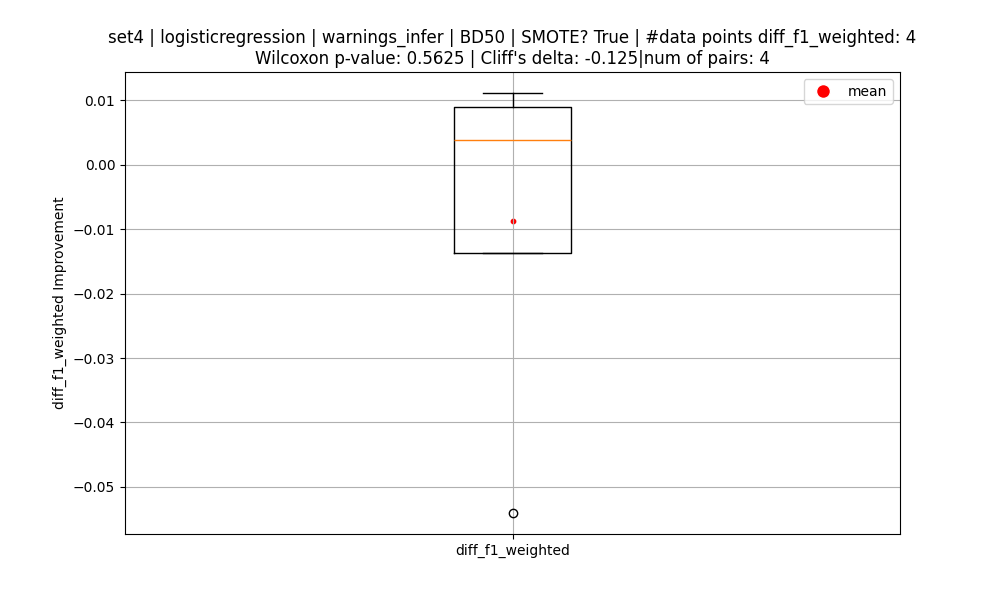 set4 | logisticregression | warnings_infer | BD50 | SMOTE? True | #data points diff_f1_weighted: 4
Wilcoxon p-value: 0.5625 | Cliff's delta: -0.125|num of pairs: 4
mean
0.01
0.00
−0.01
−0.02
−0.03
−0.04
−0.05
diff_f1_weighted Improvement
diff_f1_weighted